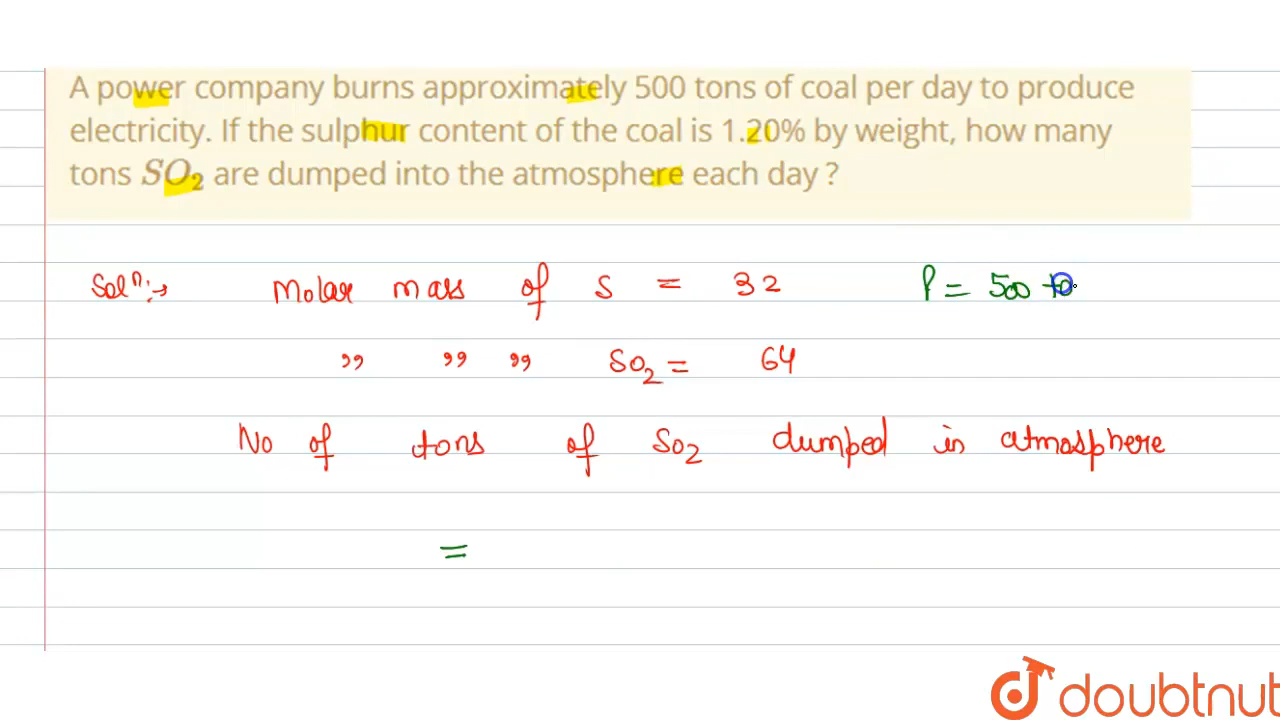 A power company burns approximately 500 tons of coal per day to produce
electricity. If the sulphur content of the coal is 1.20% by weight, how many
tons SO₂ are dumped into the atmosphere each day ?
Solⁿ:→ Molar mass of S = 32 P = 500 to
,, ,, ,, SO₂ = 64
No of tons of SO₂ dumped in atmosphere
=
doubtnut